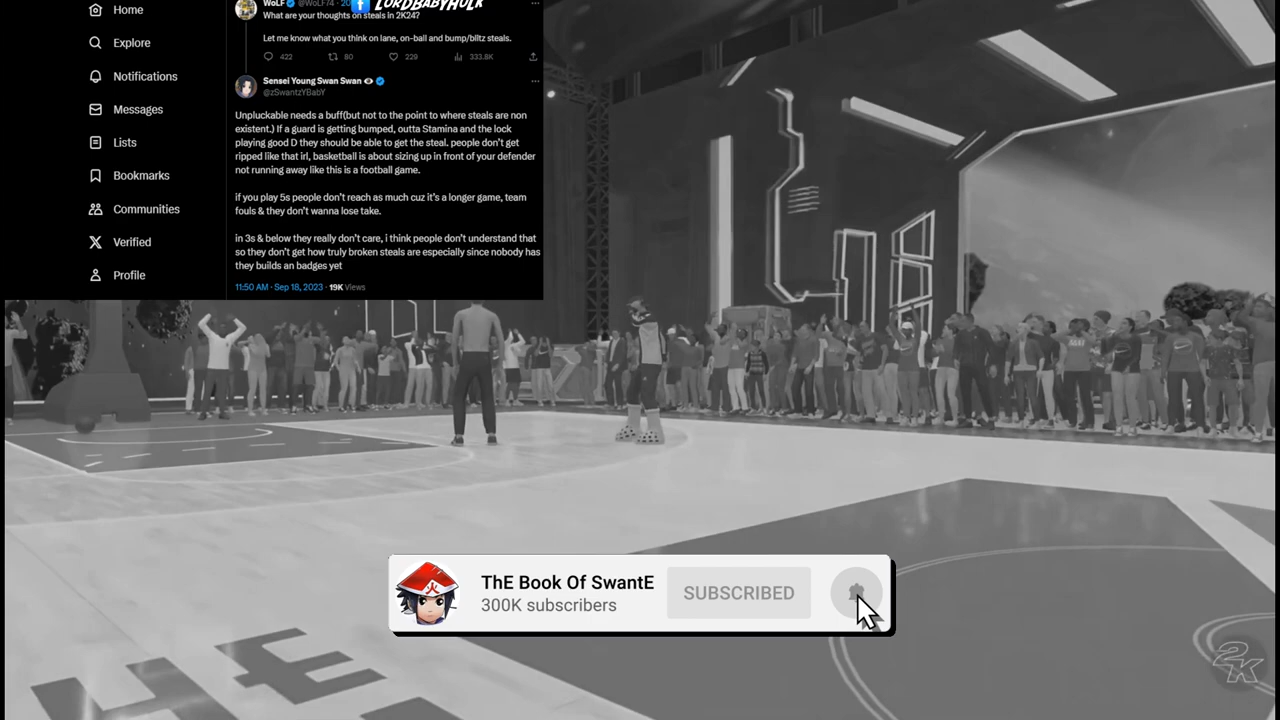 Home
Explore
Notifications
Messages
Lists
Bookmarks
Communities
Verified
Profile
WoLF @WoLF74 · 20
LORDBABYHULK
What are your thoughts on steals in 2K24?
Let me know what you think on lane, on-ball and bump/blitz steals.
422 80 229 333.8K
Sensei Young Swan Swan
@zSwantzYBabY
Unpluckable needs a buff(but not to the point to where steals are non
existent.) If a guard is getting bumped, outta Stamina and the lock
playing good D they should be able to get the steal. people don't get
ripped like that irl, basketball is about sizing up in front of your defender
not running away like this is a football game.
if you play 5s people don't reach as much cuz it's a longer game, team
fouls & they don't wanna lose take.
in 3s & below they really don't care, i think people don't understand that
so they don't get how truly broken steals are especially since nobody has
they builds an badges yet
11:50 AM · Sep 18, 2023 · 19K Views
ThE Book Of SwantE
300K subscribers
SUBSCRIBED
2K
HE